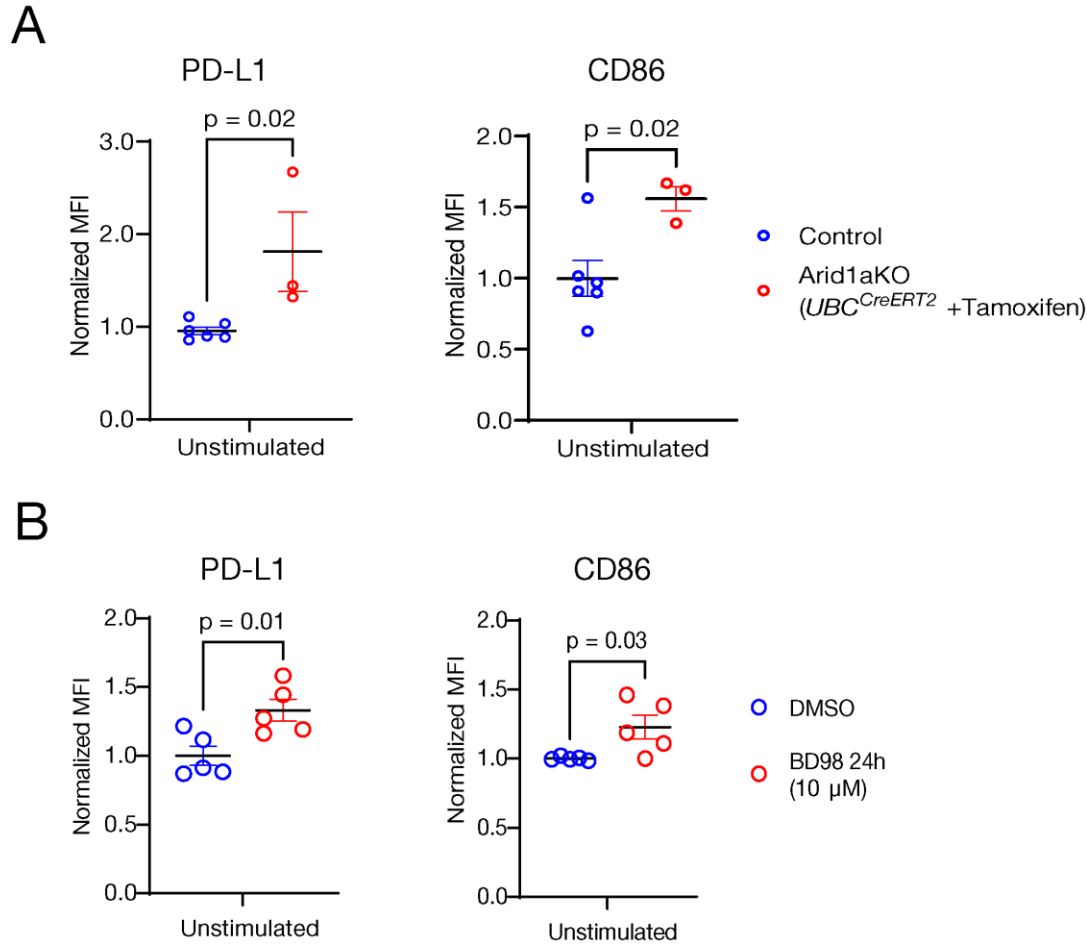 A
PD-L1
CD86
p = 0.02
p = 0.02
Normalized MFI
3.0
2.0
1.0
0.0
Unstimulated
Normalized MFI
2.0
1.5
1.0
0.5
0.0
Unstimulated
Control
Arid1aKO
(UBC^CreERT2 +Tamoxifen)
B
PD-L1
CD86
p = 0.01
p = 0.03
Normalized MFI
2.0
1.5
1.0
0.5
0.0
Unstimulated
Normalized MFI
2.0
1.5
1.0
0.5
0.0
Unstimulated
DMSO
BD98 24h
(10 µM)